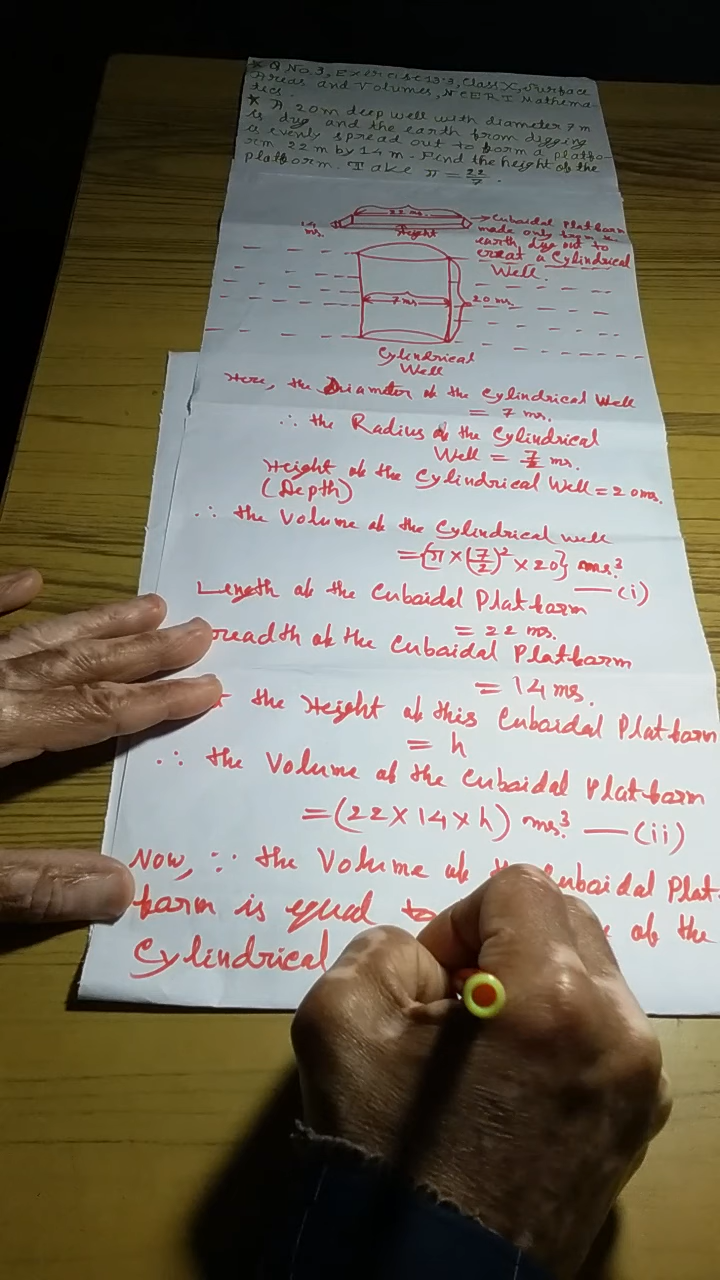 * Q No. 3, Exercise 13.3, Class X, Surface
Areas and Volumes, NCERT Mathema-
tics.
* A 20m deep well with diameter 7m
is dug and the earth from digging
is evenly spread out to form a platfo-
rm 22 m by 14 m. Find the height of the
platform. Take π = 22/7.
22 ms.
14
ms.
Height
→ Cuboidal Platform
made only from
earth dug out to
creat a Cylindrical
Well.
7 ms
20 ms.
Cylindrical
Well
Here, the Diameter of the Cylindrical Well
= 7 ms.
∴ the Radius of the Cylindrical
Well = 7/2 ms.
Height of the Cylindrical Well = 20 ms.
(Depth)
∴ the Volume of the Cylindrical well
= {π × (7/2)² × 20} ms.³ —(i)
Length of the Cuboidal Platform
= 22 ms.
readth of the Cuboidal Platform
= 14 ms.
the Height of this Cuboidal Platform
= h
∴ the Volume of the Cuboidal Platform
= (22 × 14 × h) ms.³ —(ii)
Now, ∵ the Volume of the Cuboidal Plat-
form is equal to of the
Cylindrical